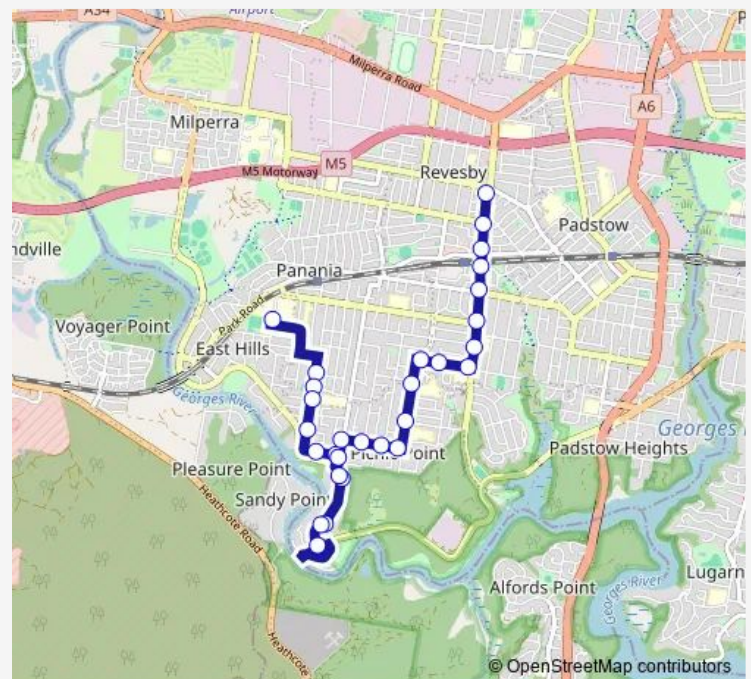 A34
Airport
Milperra Road
A6
Milperra
M5
M5 Motorway
Revesby
Padstow
ndville
Panania
Park Road
Voyager Point
East Hills
Georges River
Georges
Picnic Point
Padstow Heights
Pleasure Point
Sandy Poin
Heathcote Road
Alfords Point
Lugarn
Georges River
Heathcote
© OpenStreetMap contributors